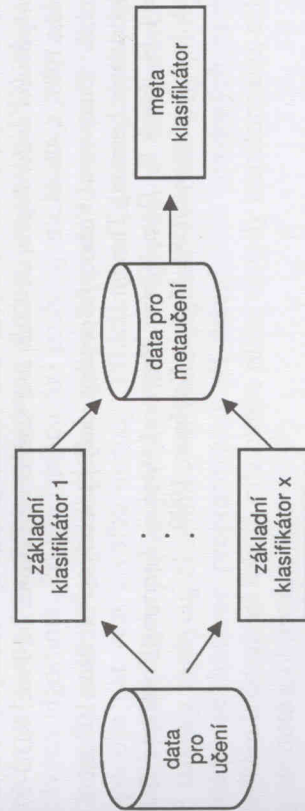 data
pro
učení
základní
klasifikátor 1
základní
klasifikátor x
data pro
metaučení
meta
klasifikátor